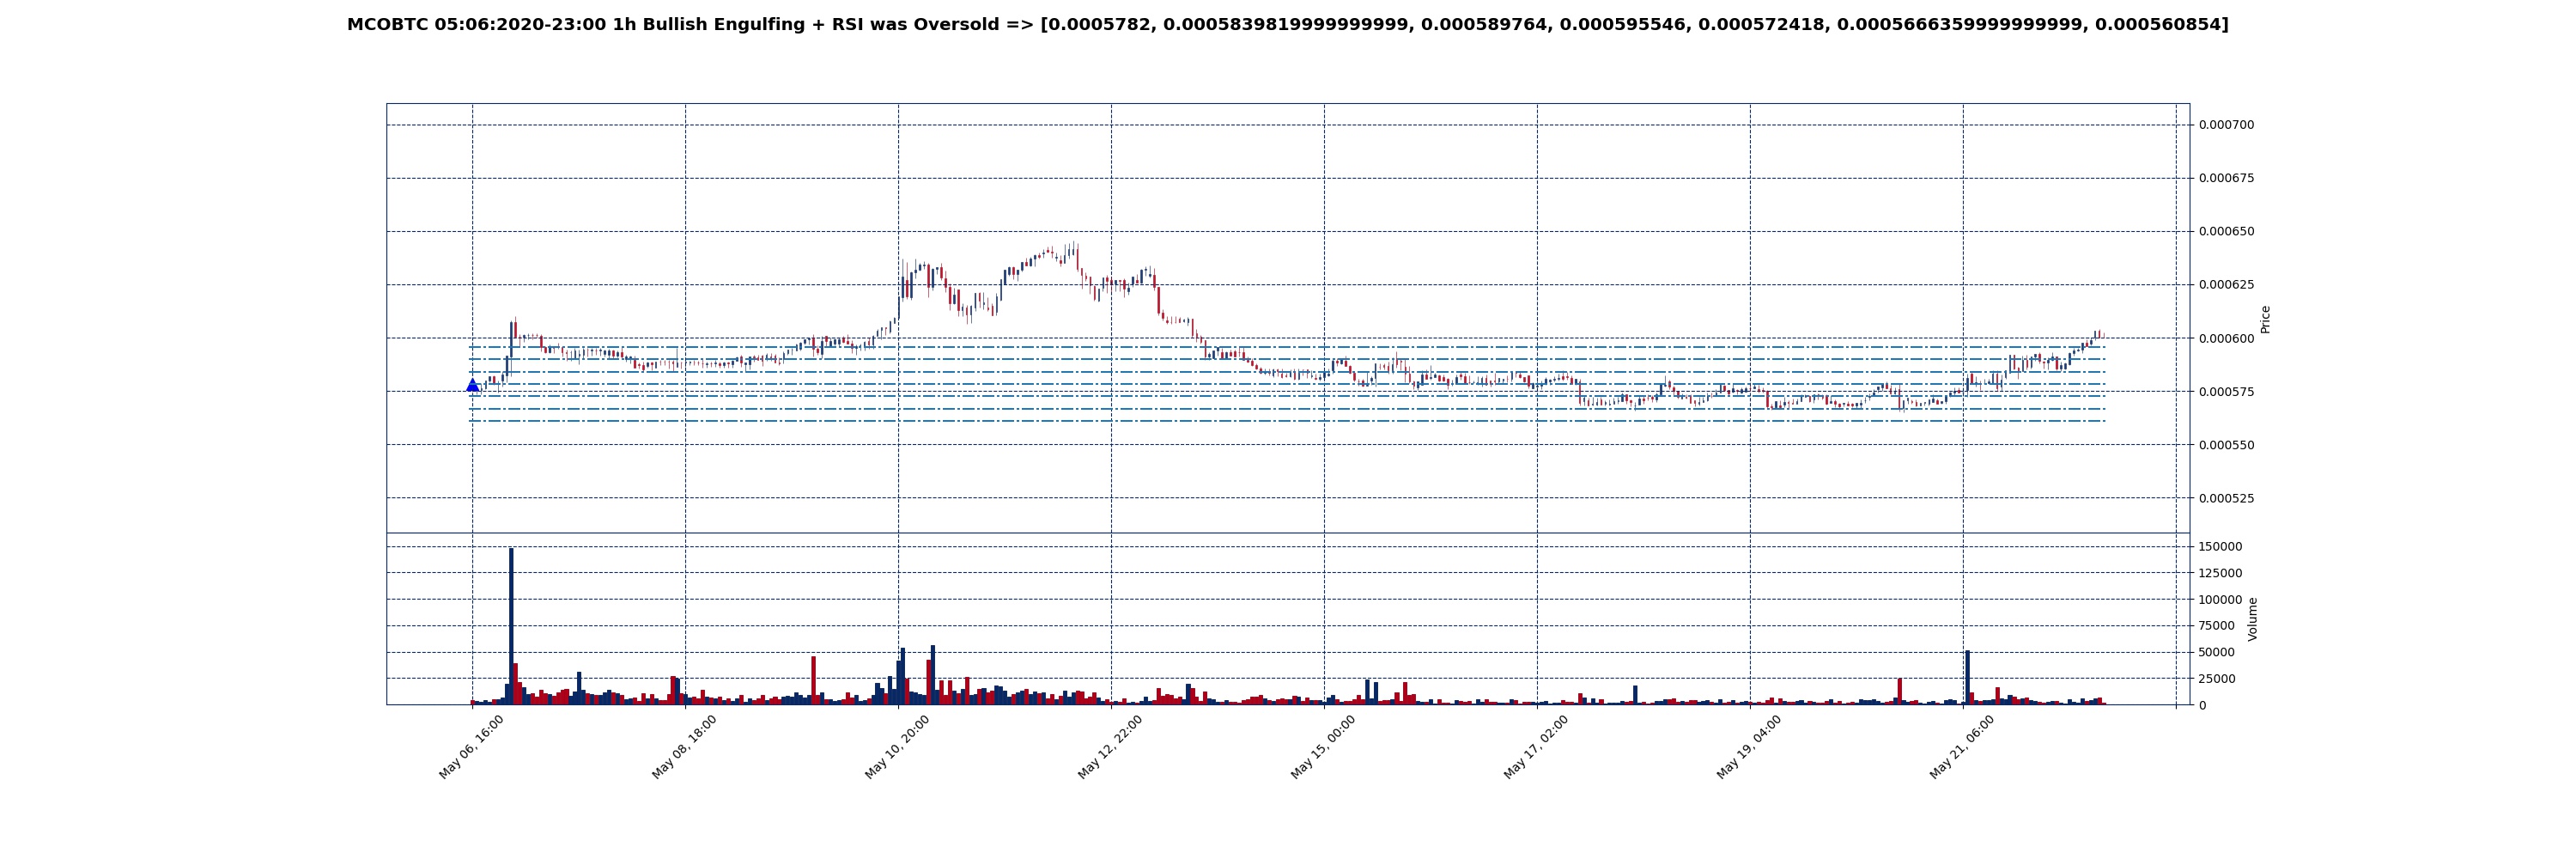 MCOBTC 05:06:2020-23:00 1h Bullish Engulfing + RSI was Oversold => [0.0005782, 0.0005839819999999999, 0.000589764, 0.000595546, 0.000572418, 0.0005666359999999999, 0.000560854]
0.000700
0.000675
0.000650
0.000625
0.000600
0.000575
0.000550
0.000525
Price
150000
125000
100000
75000
50000
25000
0
Volume
May 06, 16:00
May 08, 18:00
May 10, 20:00
May 12, 22:00
May 15, 00:00
May 17, 02:00
May 19, 04:00
May 21, 06:00